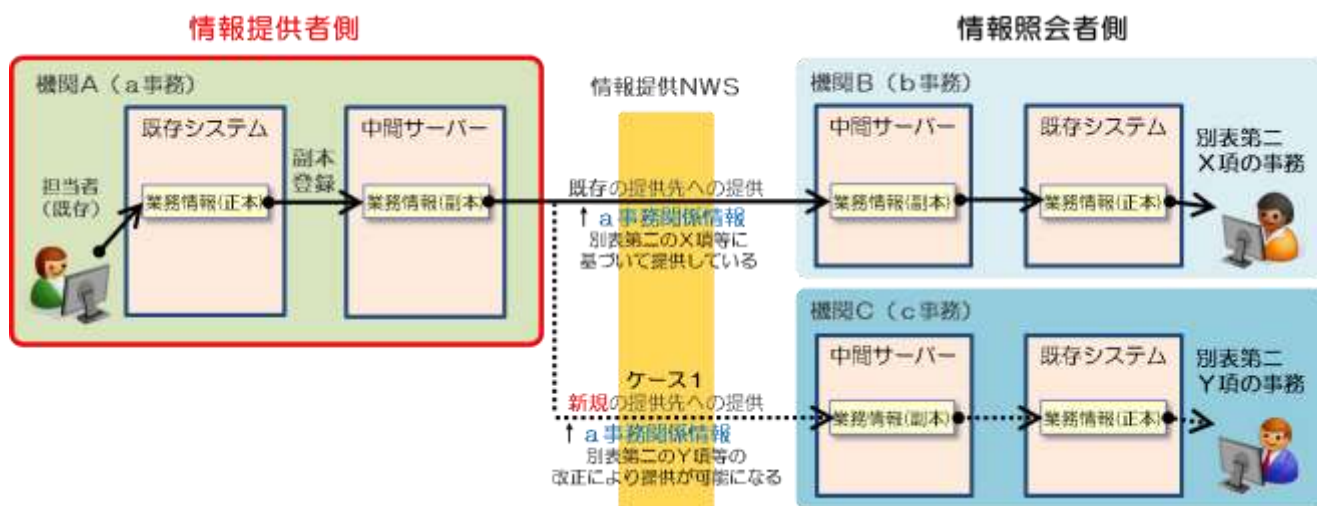 情報提供者側
情報照会者側
機関A（a事務）
既存システム
中間サーバー
副本
登録
担当者
（既存）
業務情報(正本)
業務情報(副本)
情報提供NWS
既存の提供先への提供
↑ a事務関係情報
別表第二のX項等に
基づいて提供している
ケース1
新規の提供先への提供
↑ a事務関係情報
別表第二のY項等の
改正により提供が可能になる
機関B（b事務）
中間サーバー
既存システム
業務情報(副本)
業務情報(正本)
別表第二
X項の事務
機関C（c事務）
中間サーバー
既存システム
業務情報(副本)
業務情報(正本)
別表第二
Y項の事務